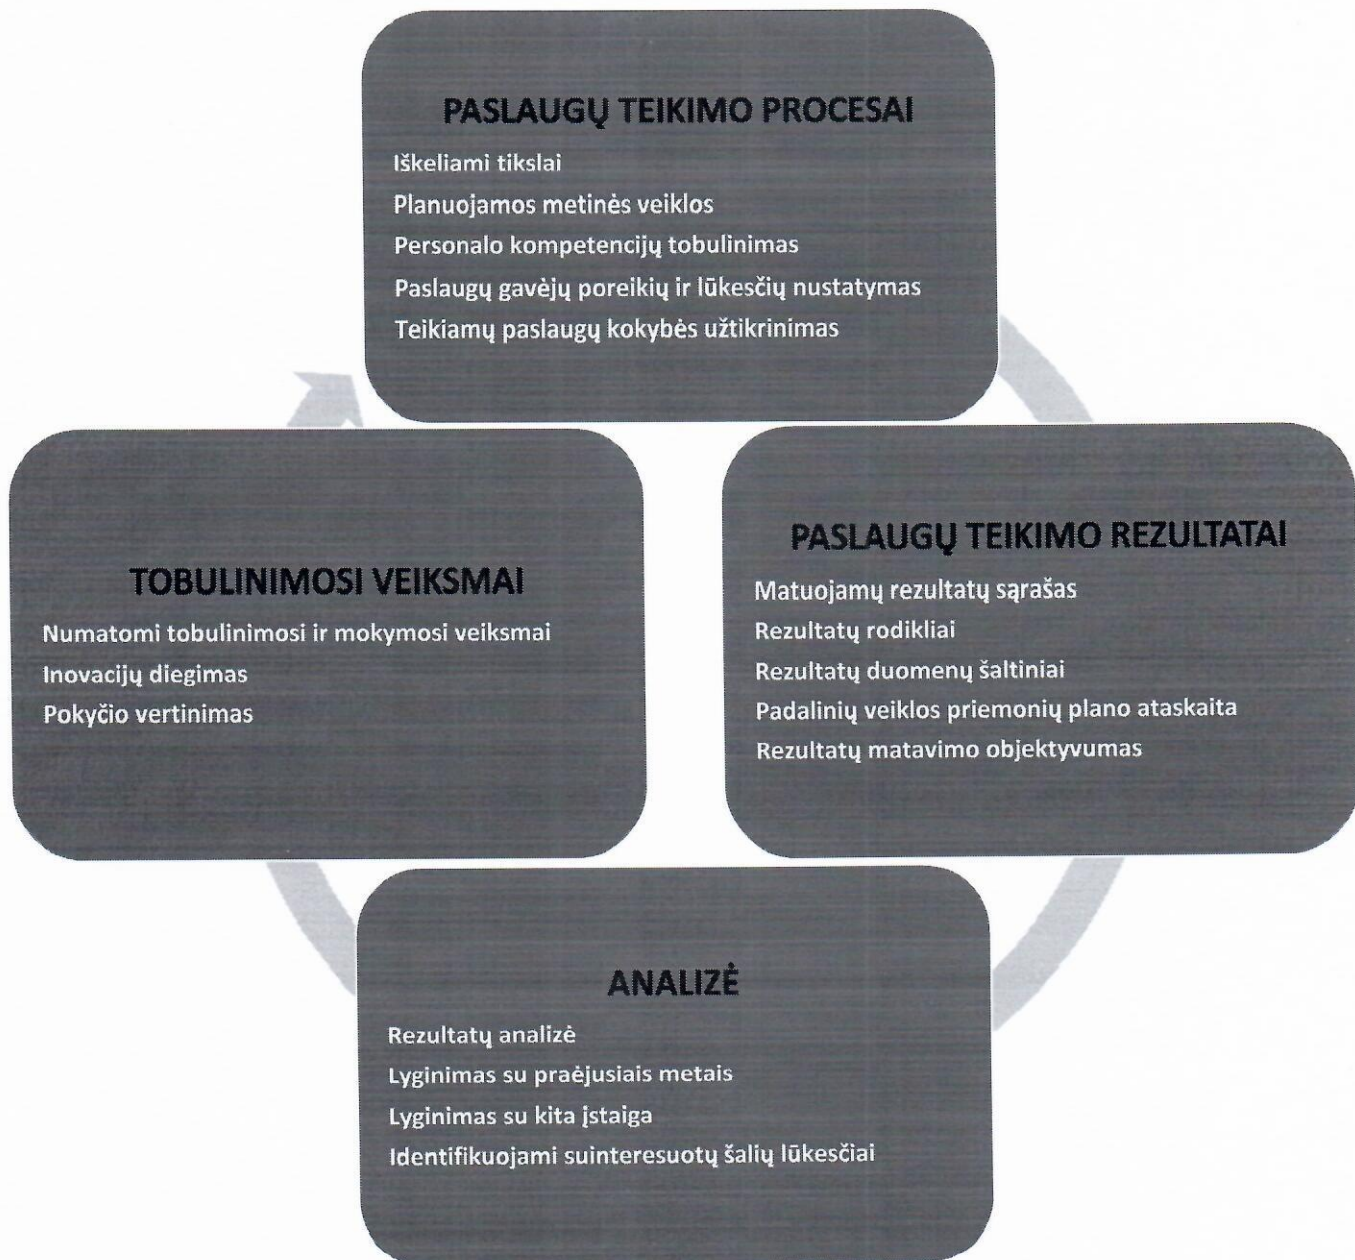 PASLAUGŲ TEIKIMO PROCESAI
Iškeliami tikslai
Planuojamos metinės veiklos
Personalo kompetencijų tobulinimas
Paslaugų gavėjų poreikių ir lūkesčių nustatymas
Teikiamų paslaugų kokybės užtikrinimas
PASLAUGŲ TEIKIMO REZULTATAI
Matuojamų rezultatų sąrašas
Rezultatų rodikliai
Rezultatų duomenų šaltiniai
Padalinių veiklos priemonių plano ataskaita
Rezultatų matavimo objektyvumas
ANALIZĖ
Rezultatų analizė
Lyginimas su praėjusiais metais
Lyginimas su kita įstaiga
Identifikuojami suinteresuotų šalių lūkesčiai
TOBULINIMOSI VEIKSMAI
Numatomi tobulinimosi ir mokymosi veiksmai
Inovacijų diegimas
Pokyčio vertinimas